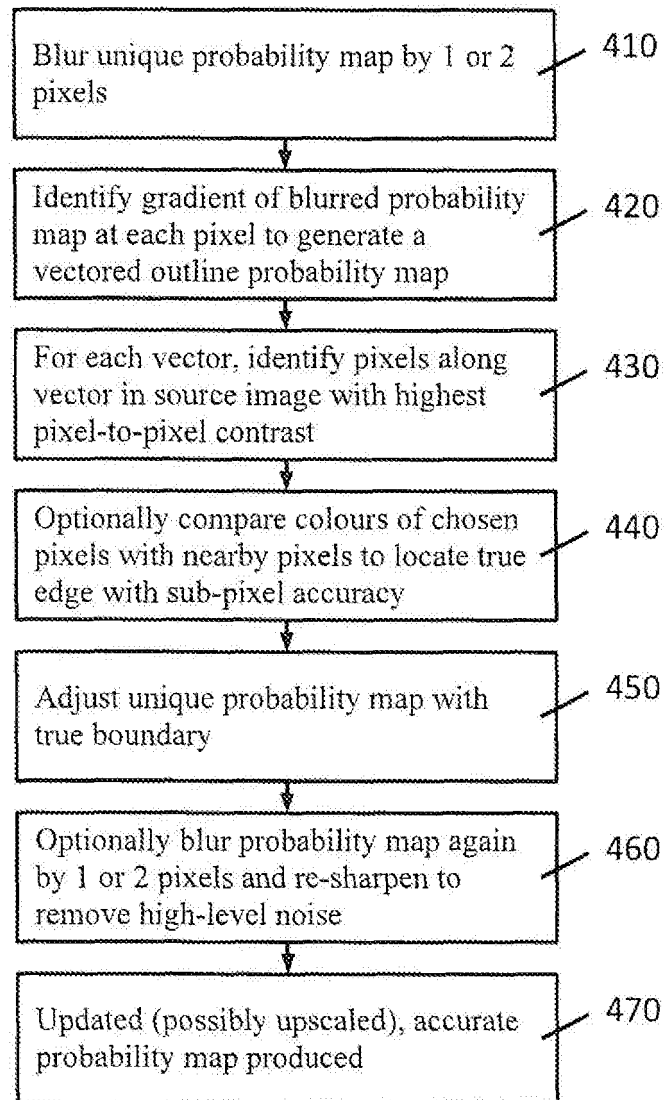 Blur unique probability map by 1 or 2
pixels
410
Identify gradient of blurred probability
map at each pixel to generate a
vectored outline probability map
420
For each vector, identify pixels along
vector in source image with highest
pixel-to-pixel contrast
430
Optionally compare colours of chosen
pixels with nearby pixels to locate true
edge with sub-pixel accuracy
440
Adjust unique probability map with
true boundary
450
Optionally blur probability map again
by 1 or 2 pixels and re-sharpen to
remove high-level noise
460
Updated (possibly upscaled), accurate
probability map produced
470